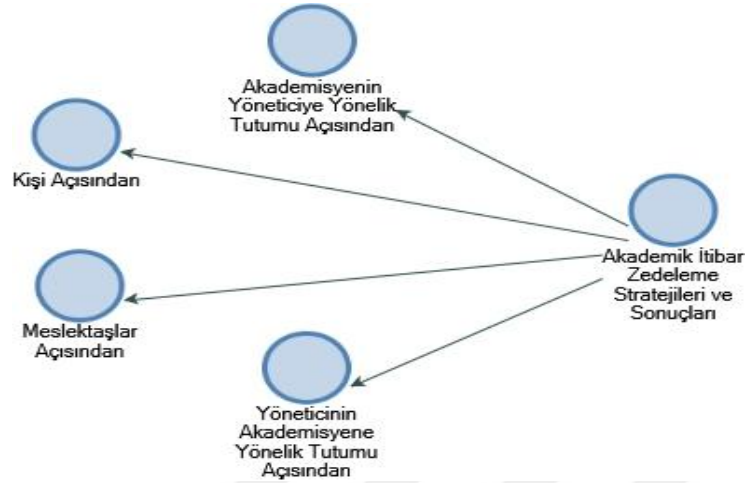 Akademisyenin
Yöneticiye Yönelik
Tutumu Açısından
Kişi Açısından
Akademik İtibar
Zedeleme
Stratejileri ve
Sonuçları
Meslektaşlar
Açısından
Yöneticinin
Akademisyene
Yönelik Tutumu
Açısından